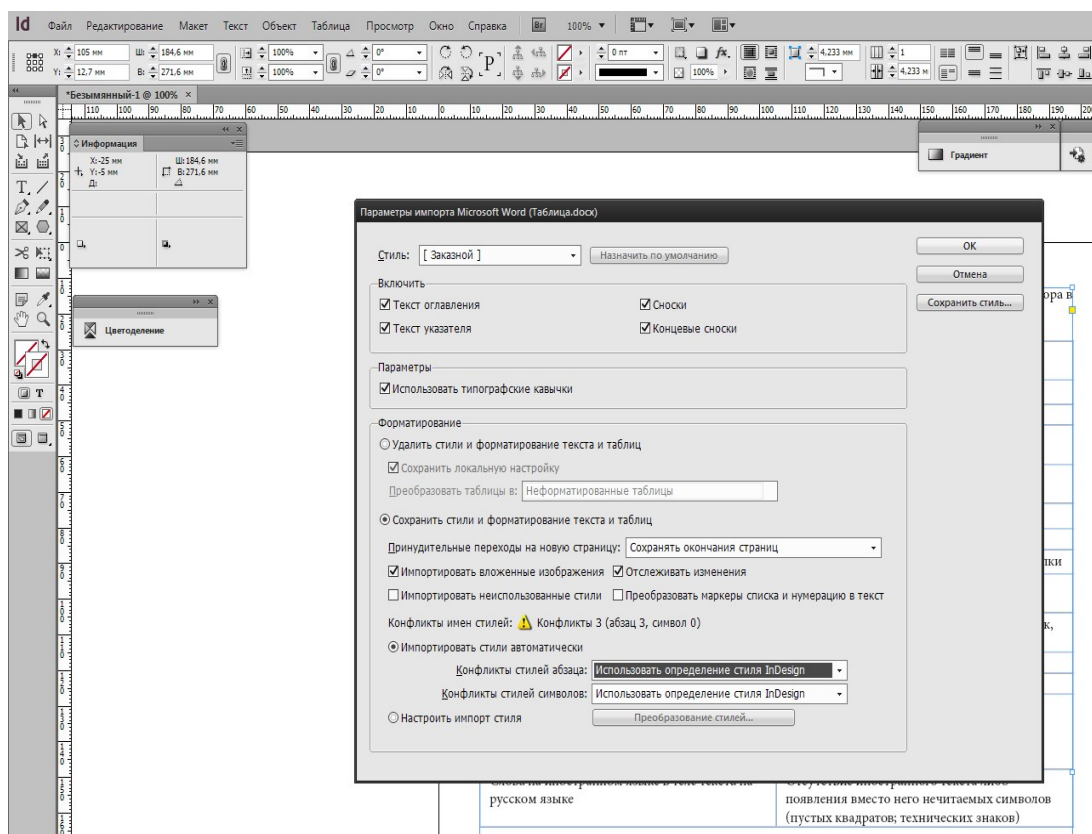 Id Файл Редактирование Макет Текст Объект Таблица Просмотр Окно Справка Br 100%
X: 105 мм Ш: 184,6 мм 100% 0° 0 пт 4,233 мм 1
Y: 12,7 мм В: 271,6 мм 100% 0° 100% 4,233 м
*Безымянный-1 @ 100% ×
110 100 90 80 70 60 50 40 30 20 10 0 10 20 30 40 50 60 70 80 90 100 110 120 130 140 150 160 170 180 190 200
Информация
X:-25 мм Ш:184,6 мм
Y:-5 мм В:271,6 мм
Д:
Цветоделение
Градиент
Параметры импорта Microsoft Word (Таблица.docx)
Стиль: [ Заказной ] Назначить по умолчанию
ОК
Отмена
Сохранить стиль...
Включить
Текст оглавления Сноски
Текст указателя Концевые сноски
Параметры
Использовать типографские кавычки
Форматирование
Удалить стили и форматирование текста и таблиц
Сохранить локальную настройку
Преобразовать таблицы в: Неформатированные таблицы
Сохранить стили и форматирование текста и таблиц
Принудительные переходы на новую страницу: Сохранять окончания страниц
Импортировать вложенные изображения Отслеживать изменения
Импортировать неиспользованные стили Преобразовать маркеры списка и нумерацию в текст
Конфликты имен стилей: Конфликты 3 (абзац 3, символ 0)
Импортировать стили автоматически
Конфликты стилей абзаца: Использовать определение стиля InDesign
Конфликты стилей символов: Использовать определение стиля InDesign
Настроить импорт стиля Преобразование стилей...
ора в
к,
русском языке
появления вместо него нечитаемых символов
(пустых квадратов; технических знаков)